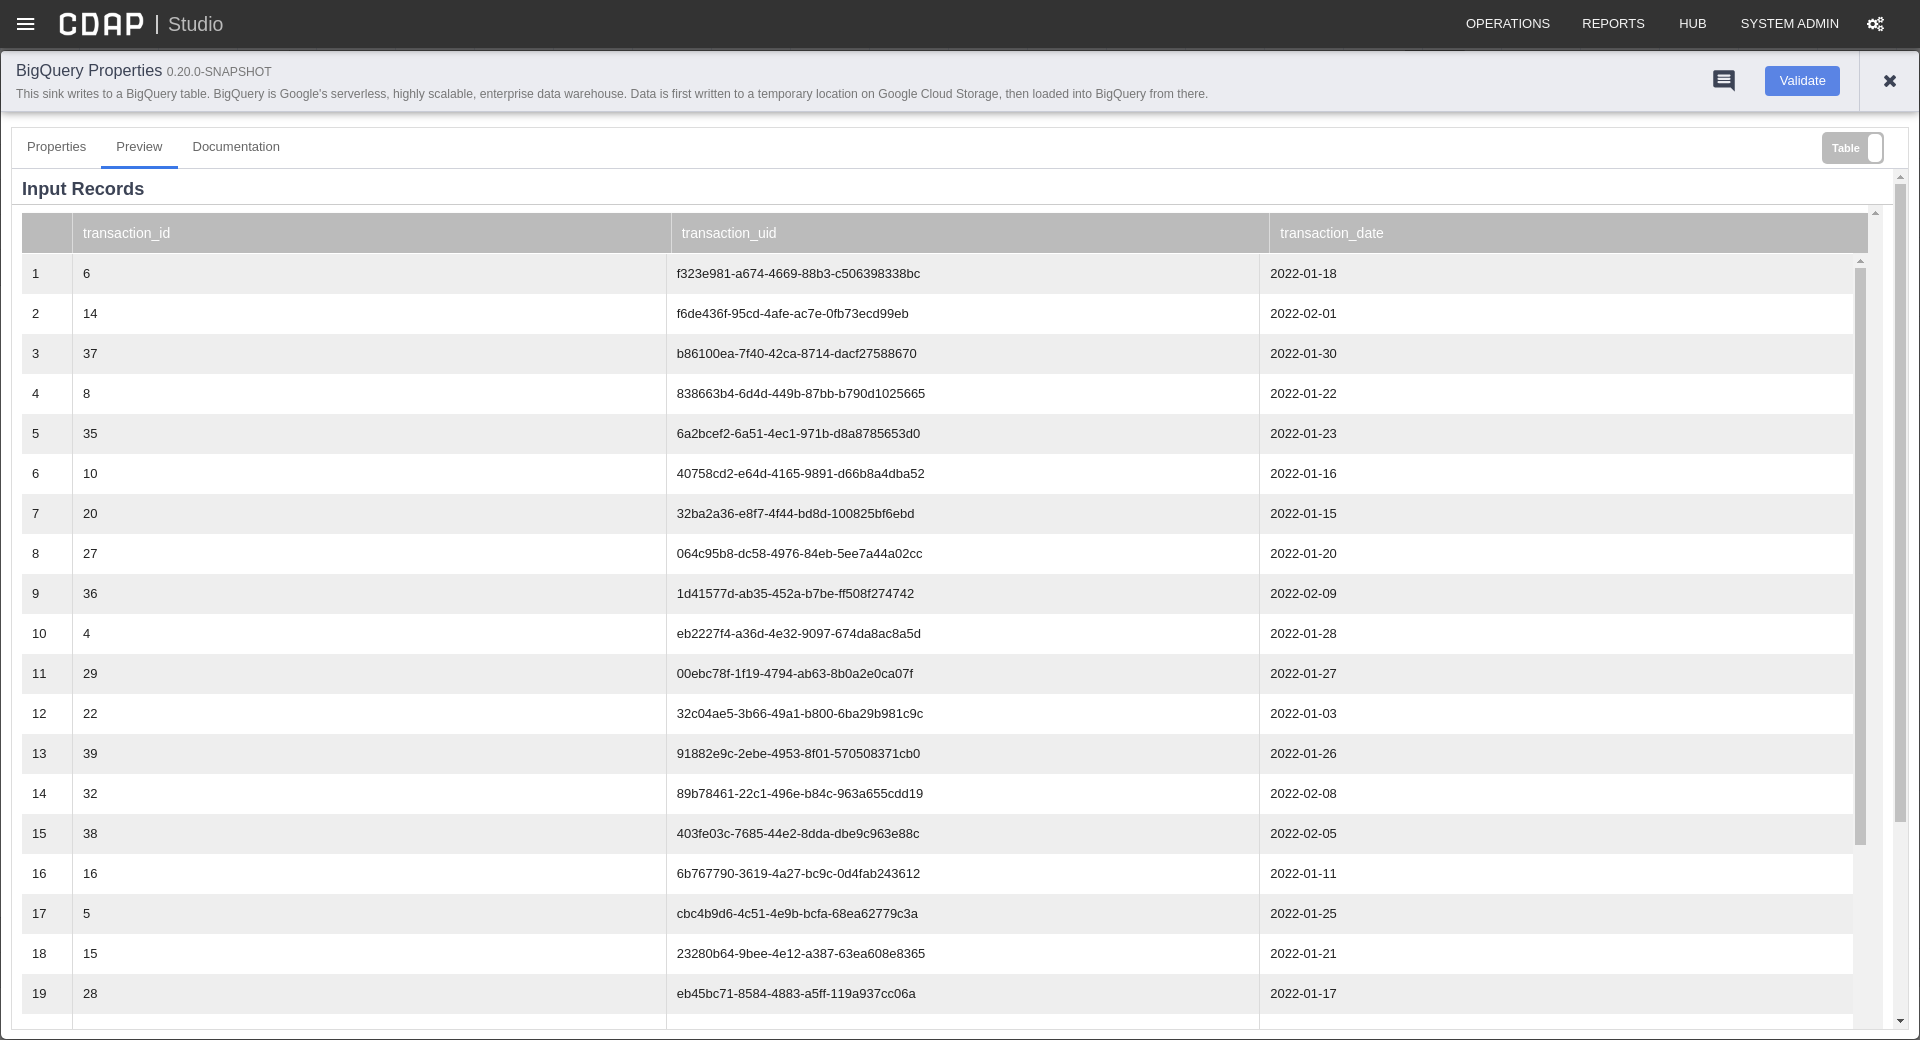 CDAP | Studio OPERATIONS REPORTS HUB SYSTEM ADMIN
BigQuery Properties 0.20.0-SNAPSHOT
This sink writes to a BigQuery table. BigQuery is Google's serverless, highly scalable, enterprise data warehouse. Data is first written to a temporary location on Google Cloud Storage, then loaded into BigQuery from there.
Validate
Properties Preview Documentation Table
Input Records
transaction_id transaction_uid transaction_date
1 6 f323e981-a674-4669-88b3-c506398338bc 2022-01-18
2 14 f6de436f-95cd-4afe-ac7e-0fb73ecd99eb 2022-02-01
3 37 b86100ea-7f40-42ca-8714-dacf27588670 2022-01-30
4 8 838663b4-6d4d-449b-87bb-b790d1025665 2022-01-22
5 35 6a2bcef2-6a51-4ec1-971b-d8a8785653d0 2022-01-23
6 10 40758cd2-e64d-4165-9891-d66b8a4dba52 2022-01-16
7 20 32ba2a36-e8f7-4f44-bd8d-100825bf6ebd 2022-01-15
8 27 064c95b8-dc58-4976-84eb-5ee7a44a02cc 2022-01-20
9 36 1d41577d-ab35-452a-b7be-ff508f274742 2022-02-09
10 4 eb2227f4-a36d-4e32-9097-674da8ac8a5d 2022-01-28
11 29 00ebc78f-1f19-4794-ab63-8b0a2e0ca07f 2022-01-27
12 22 32c04ae5-3b66-49a1-b800-6ba29b981c9c 2022-01-03
13 39 91882e9c-2ebe-4953-8f01-570508371cb0 2022-01-26
14 32 89b78461-22c1-496e-b84c-963a655cdd19 2022-02-08
15 38 403fe03c-7685-44e2-8dda-dbe9c963e88c 2022-02-05
16 16 6b767790-3619-4a27-bc9c-0d4fab243612 2022-01-11
17 5 cbc4b9d6-4c51-4e9b-bcfa-68ea62779c3a 2022-01-25
18 15 23280b64-9bee-4e12-a387-63ea608e8365 2022-01-21
19 28 eb45bc71-8584-4883-a5ff-119a937cc06a 2022-01-17